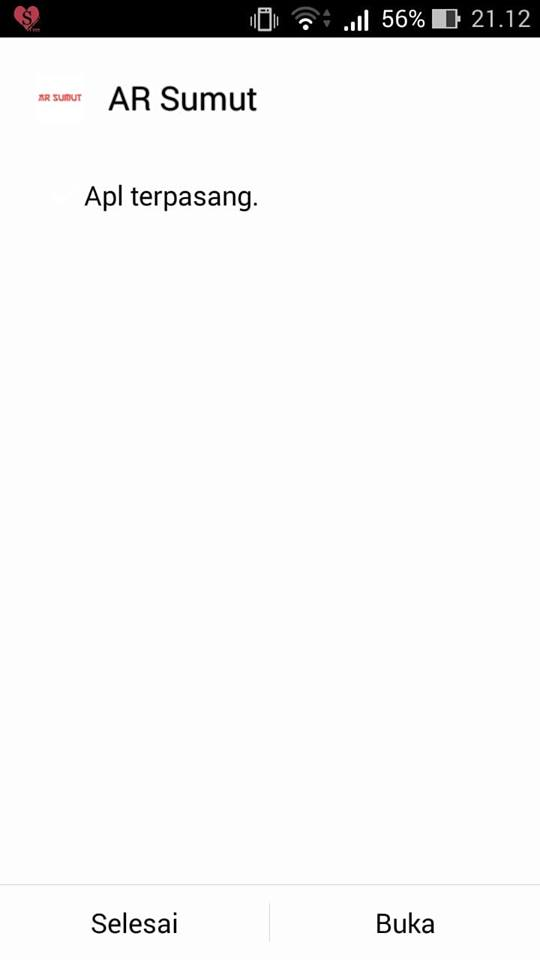 S
56%
21.12
AR SUMUT
AR Sumut
Apl terpasang.
Selesai
Buka